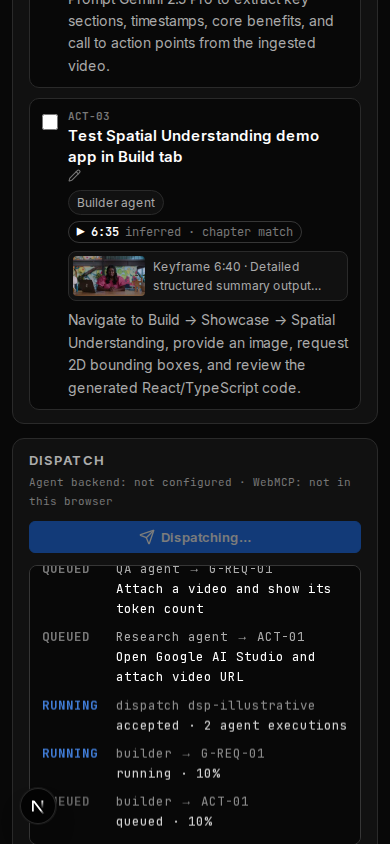 Prompt Gemini 2.5 Pro to extract key
sections, timestamps, core benefits, and
call to action points from the ingested
video.
ACT-03
Test Spatial Understanding demo
app in Build tab
Builder agent
▶ 6:35 inferred · chapter match
Keyframe 6:40 · Detailed
structured summary output...
Navigate to Build → Showcase → Spatial
Understanding, provide an image, request
2D bounding boxes, and review the
generated React/TypeScript code.
DISPATCH
Agent backend: not configured · WebMCP: not in
this browser
Dispatching...
QUEUED QA agent → G-REQ-01
Attach a video and show its
token count
QUEUED Research agent → ACT-01
Open Google AI Studio and
attach video URL
RUNNING dispatch dsp-illustrative
accepted · 2 agent executions
RUNNING builder → G-REQ-01
running · 10%
QUEUED builder → ACT-01
queued · 10%
N